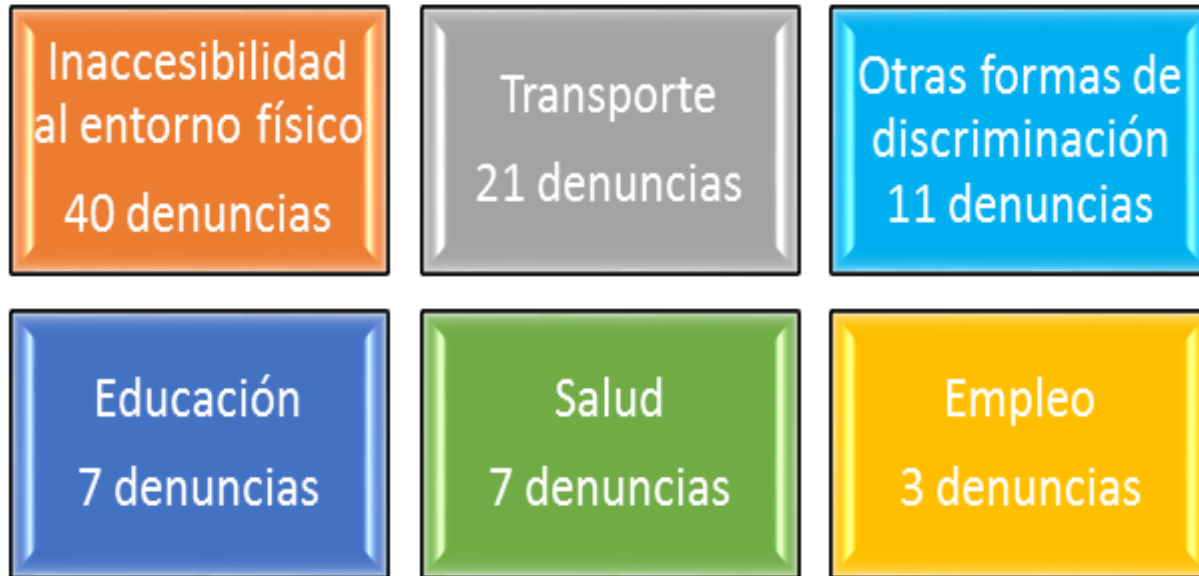 Inaccesibilidad
al entorno físico
40 denuncias
Transporte
21 denuncias
Otras formas de
discriminación
11 denuncias
Educación
7 denuncias
Salud
7 denuncias
Empleo
3 denuncias